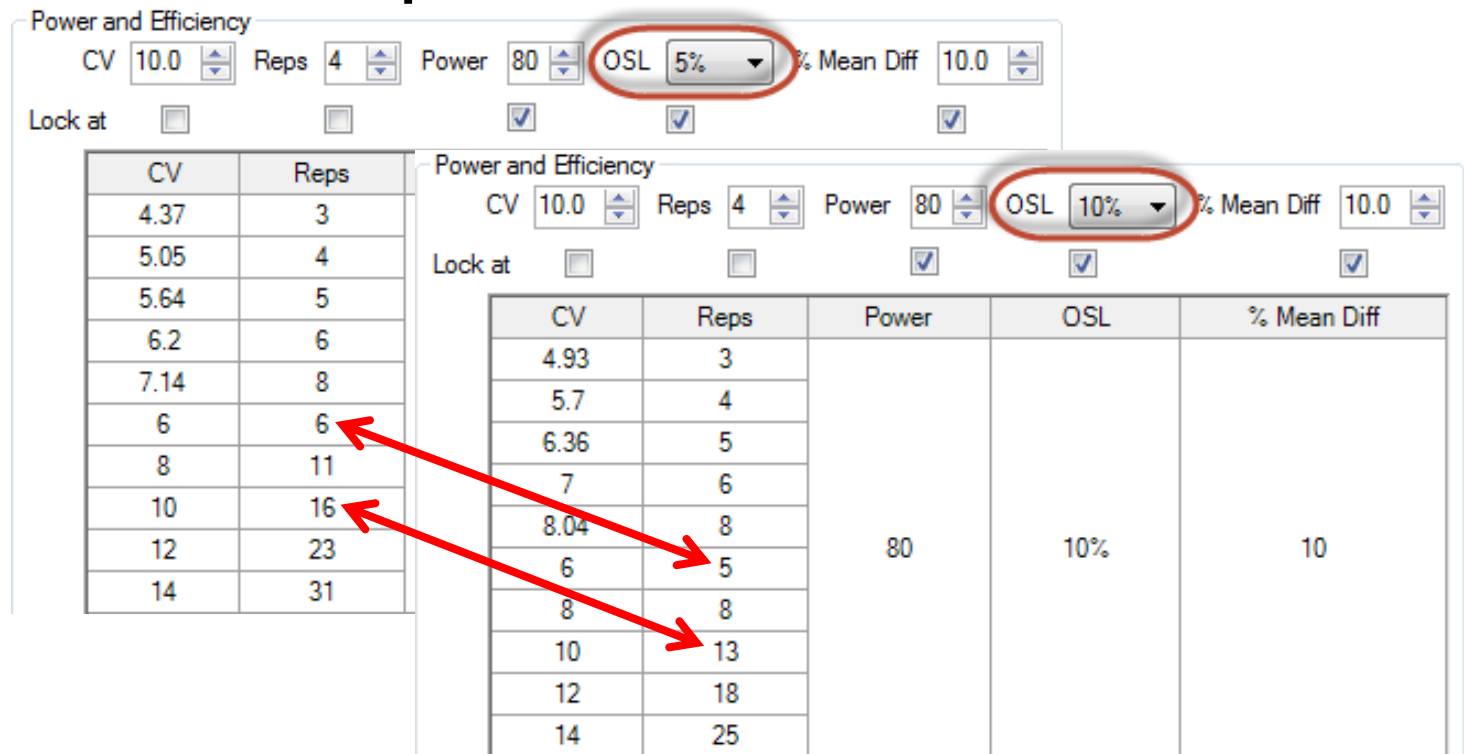 Power and Efficiency
CV 10.0 Reps 4 Power 80 OSL 5% % Mean Diff 10.0
Lock at
CV Reps
4.37 3
5.05 4
5.64 5
6.2 6
7.14 8
6 6
8 11
10 16
12 23
14 31
Power and Efficiency
CV 10.0 Reps 4 Power 80 OSL 10% % Mean Diff 10.0
Lock at
CV Reps Power OSL % Mean Diff
4.93 3
5.7 4
6.36 5
7 6
8.04 8
80 10% 10
6 5
8 8
10 13
12 18
14 25